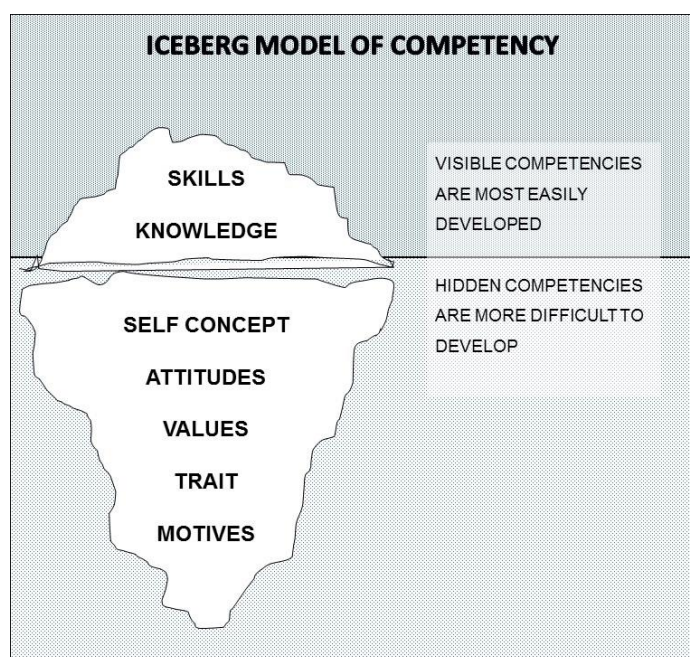 ICEBERG MODEL OF COMPETENCY
SKILLS
KNOWLEDGE
VISIBLE COMPETENCIES
ARE MOST EASILY
DEVELOPED
SELF CONCEPT
ATTITUDES
VALUES
TRAIT
MOTIVES
HIDDEN COMPETENCIES
ARE MORE DIFFICULT TO
DEVELOP